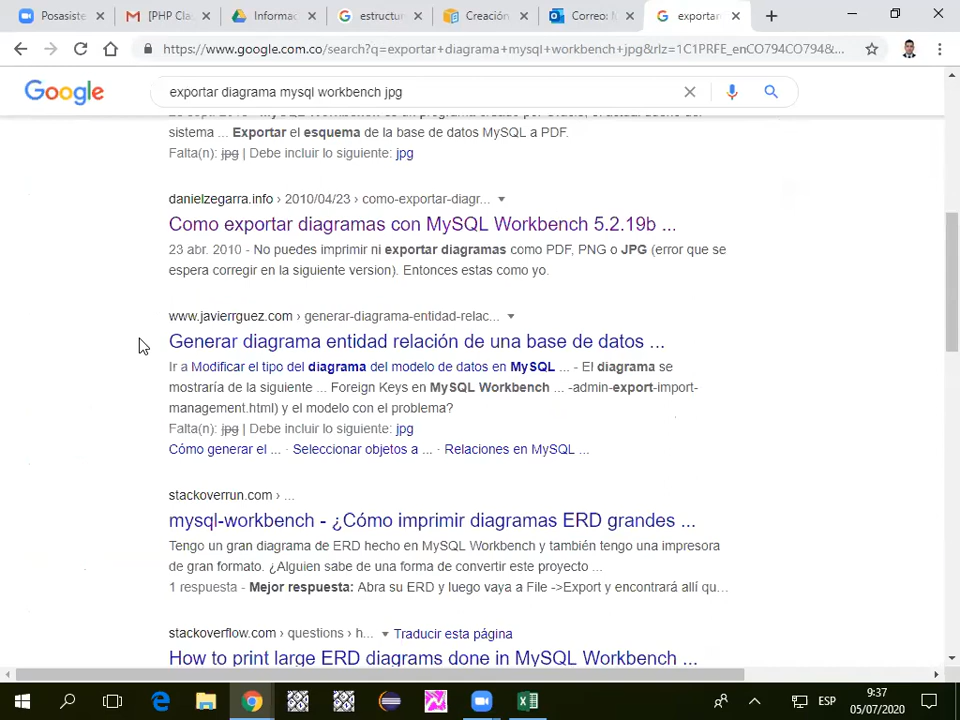 Posasiste
[PHP Cla
Informac
estructur
Creación
Correo: M
exportar
https://www.google.com.co/search?q=exportar+diagrama+mysql+workbench+jpg&rlz=1C1PRFE_enCO794CO794&...
Google
exportar diagrama mysql workbench jpg
sistema ... Exportar el esquema de la base de datos MySQL a PDF.
Falta(n): jpg | Debe incluir lo siguiente: jpg
danielzegarra.info › 2010/04/23 › como-exportar-diagr...
Como exportar diagramas con MySQL Workbench 5.2.19b ...
23 abr. 2010 - No puedes imprimir ni exportar diagramas como PDF, PNG o JPG (error que se
espera corregir en la siguiente version). Entonces estas como yo.
www.javierrguez.com › generar-diagrama-entidad-relac...
Generar diagrama entidad relación de una base de datos ...
Ir a Modificar el tipo del diagrama del modelo de datos en MySQL ... - El diagrama se
mostraría de la siguiente ... Foreign Keys en MySQL Workbench ... -admin-export-import-
management.html) y el modelo con el problema?
Falta(n): jpg | Debe incluir lo siguiente: jpg
Cómo generar el ... · Seleccionar objetos a ... · Relaciones en MySQL ...
stackoverrun.com › ...
mysql-workbench - ¿Cómo imprimir diagramas ERD grandes ...
Tengo un gran diagrama de ERD hecho en MySQL Workbench y también tengo una impresora
de gran formato. ¿Alguien sabe de una forma de convertir este proyecto ...
1 respuesta - Mejor respuesta: Abra su ERD y luego vaya a File ->Export y encontrará allí qu...
stackoverflow.com › questions › h... Traducir esta página
How to print large ERD diagrams done in MySQL Workbench ...
ESP
9:37
05/07/2020